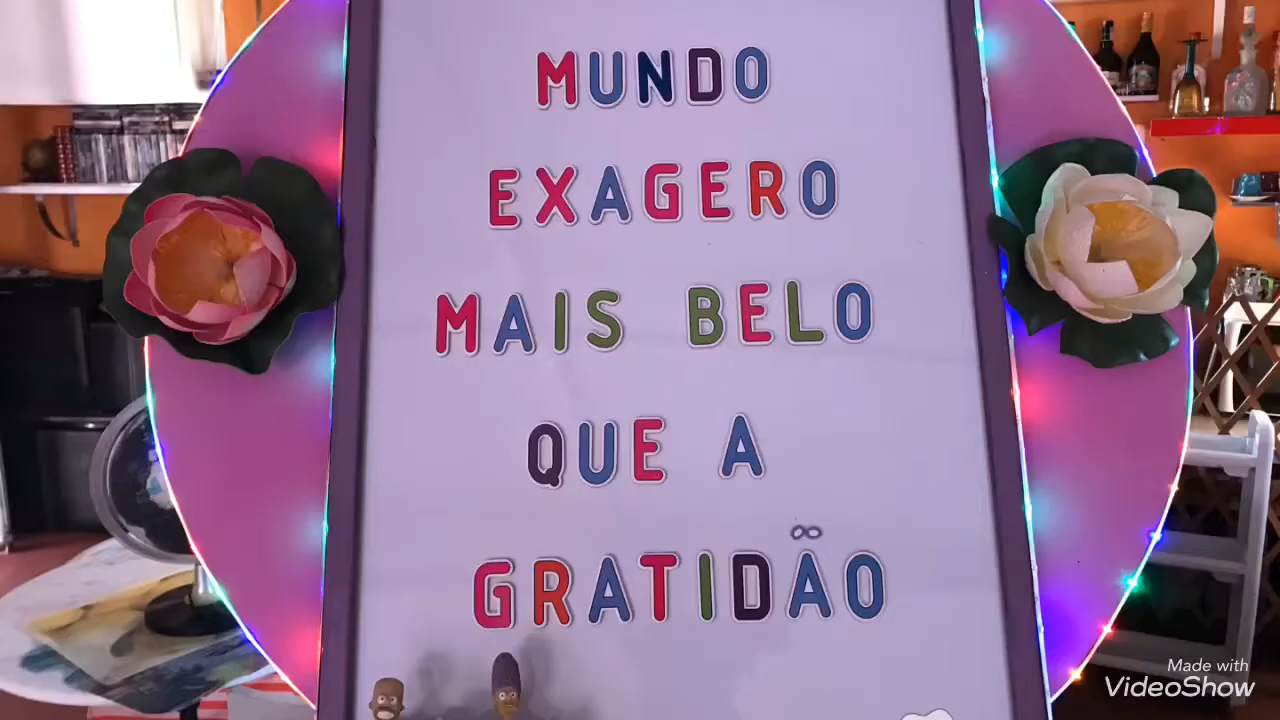 MUNDO
EXAGERO
MAIS BELO
QUE A
GRATIDÃO
Made with
VideoShow